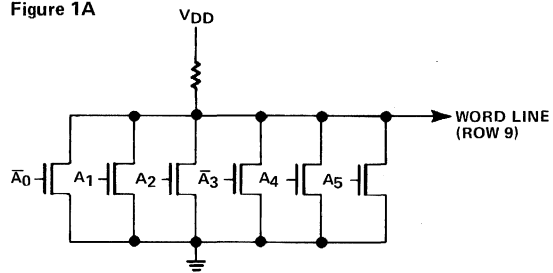 Figure 1A
VDD
WORD LINE
(ROW 9)
A̅0 A1 A2 A̅3 A4 A5